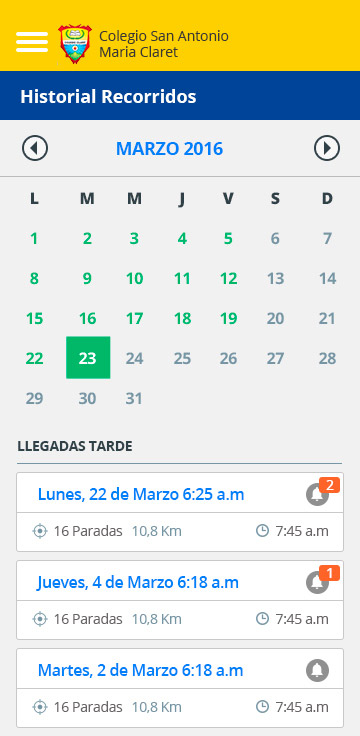 Colegio San Antonio
Maria Claret
Historial Recorridos
MARZO 2016
L M M J V S D
1 2 3 4 5 6 7
8 9 10 11 12 13 14
15 16 17 18 19 20 21
22 23 24 25 26 27 28
29 30 31
LLEGADAS TARDE
Lunes, 22 de Marzo 6:25 a.m 2
16 Paradas 10,8 Km 7:45 a.m
Jueves, 4 de Marzo 6:18 a.m 1
16 Paradas 10,8 Km 7:45 a.m
Martes, 2 de Marzo 6:18 a.m
16 Paradas 10,8 Km 7:45 a.m